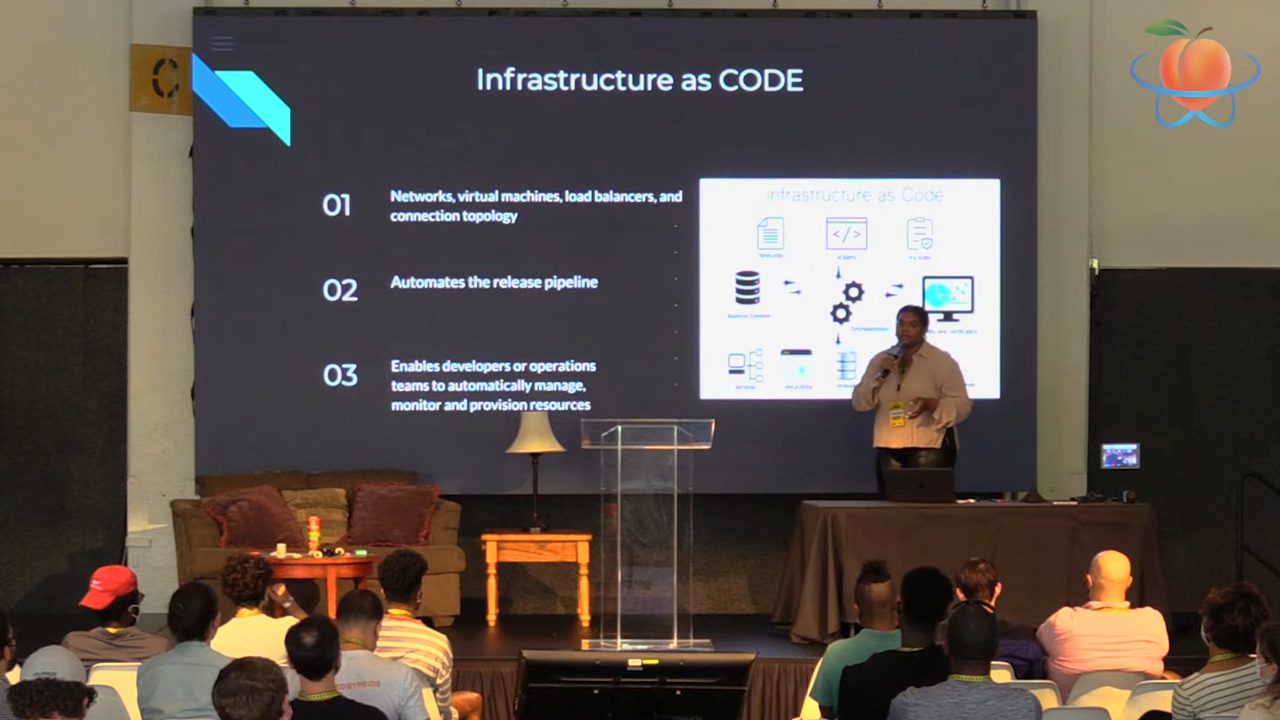 C
Infrastructure as CODE
01
Networks, virtual machines, load balancers, and
connection topology
02
Automates the release pipeline
03
Enables developers or operations
teams to automatically manage,
monitor and provision resources
Infrastructure as Code
</>